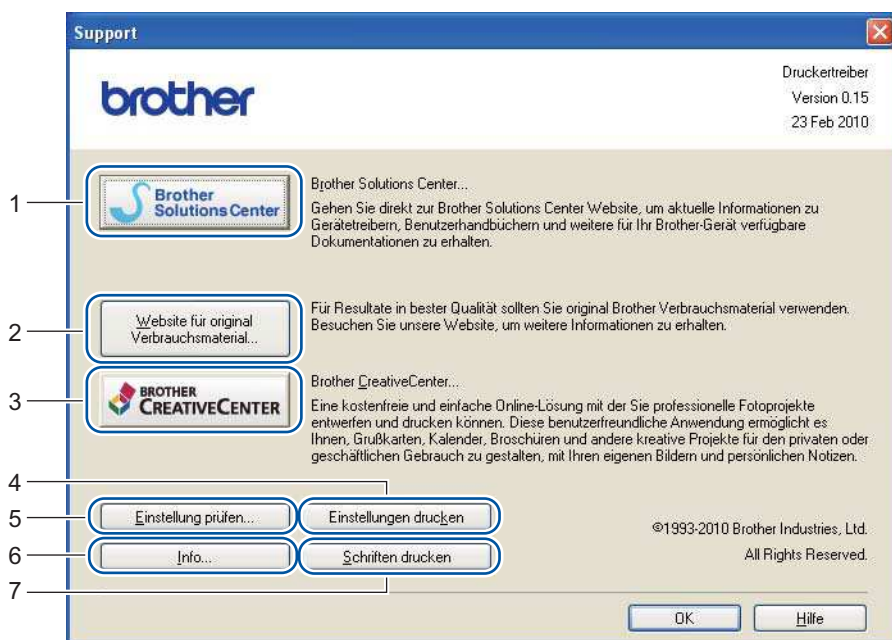 Support
brother
Druckertreiber
Version 0.15
23 Feb 2010
1
Brother
Solutions Center
Brother Solutions Center...
Gehen Sie direkt zur Brother Solutions Center Website, um aktuelle Informationen zu
Gerätetreibern, Benutzerhandbüchern und weitere für Ihr Brother-Gerät verfügbare
Dokumentationen zu erhalten.
2
Website für original
Verbrauchsmaterial...
Für Resultate in bester Qualität sollten Sie original Brother Verbrauchsmaterial verwenden.
Besuchen Sie unsere Website, um weitere Informationen zu erhalten.
3
BROTHER
CREATIVECENTER
Brother CreativeCenter...
Eine kostenfreie und einfache Online-Lösung mit der Sie professionelle Fotoprojekte
entwerfen und drucken können. Diese benutzerfreundliche Anwendung ermöglicht es
Ihnen, Grußkarten, Kalender, Broschüren und andere kreative Projekte für den privaten oder
geschäftlichen Gebrauch zu gestalten, mit Ihren eigenen Bildern und persönlichen Notizen.
4
5
Einstellung prüfen...
Einstellungen drucken
©1993-2010 Brother Industries, Ltd.
6
Info...
Schriften drucken
All Rights Reserved.
7
OK
Hilfe